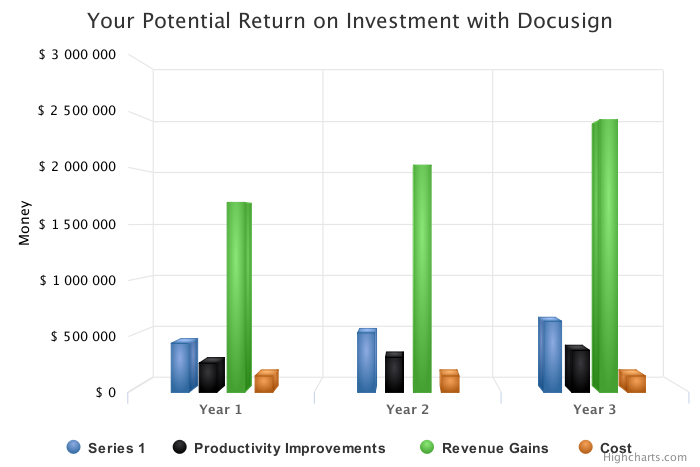 Your Potential Return on Investment with Docusign
$ 3 000 000
$ 2 500 000
$ 2 000 000
$ 1 500 000
$ 1 000 000
$ 500 000
$ 0
Money
Year 1 Year 2 Year 3
Series 1 Productivity Improvements Revenue Gains Cost
Highcharts.com